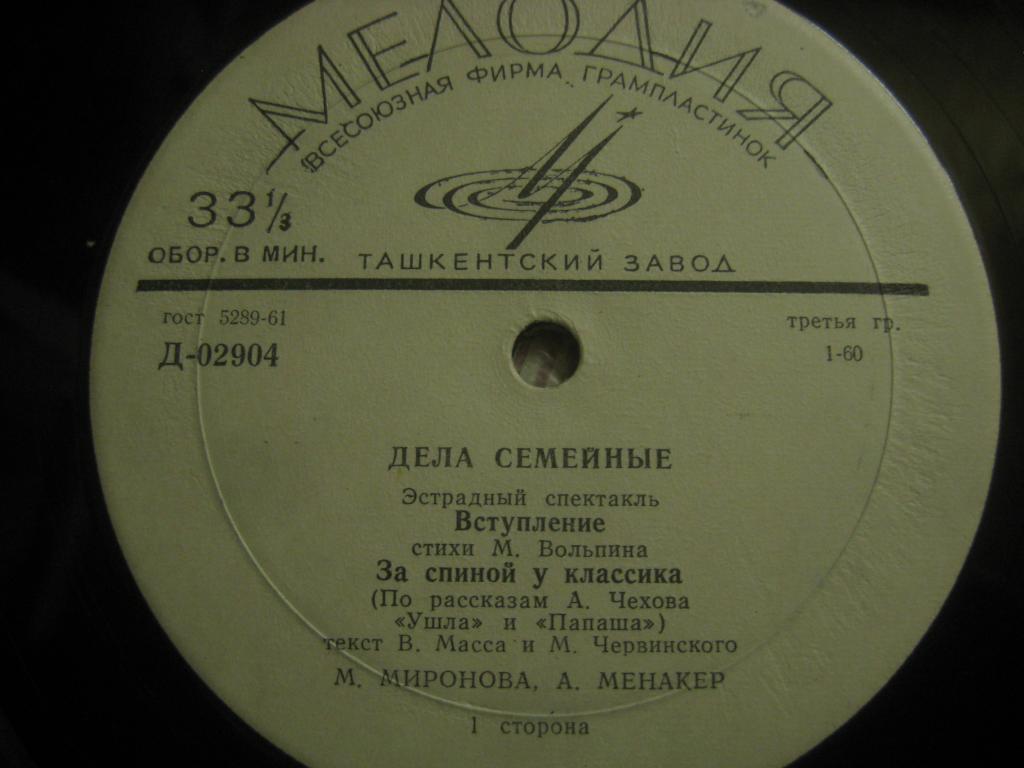 МЕЛОДИЯ
ВСЕСОЮЗНАЯ ФИРМА ГРАМПЛАСТИНОК
33 1/3
ОБОР. В МИН.
ТАШКЕНТСКИЙ ЗАВОД
гост 5289-61
третья гр.
Д-02904
1-60
ДЕЛА СЕМЕЙНЫЕ
Эстрадный спектакль
Вступление
стихи М. Вольпина
За спиной у классика
(По рассказам А. Чехова
«Ушла» и «Папаша»)
текст В. Масса и М. Червинского
М. МИРОНОВА, А. МЕНАКЕР
1 сторона